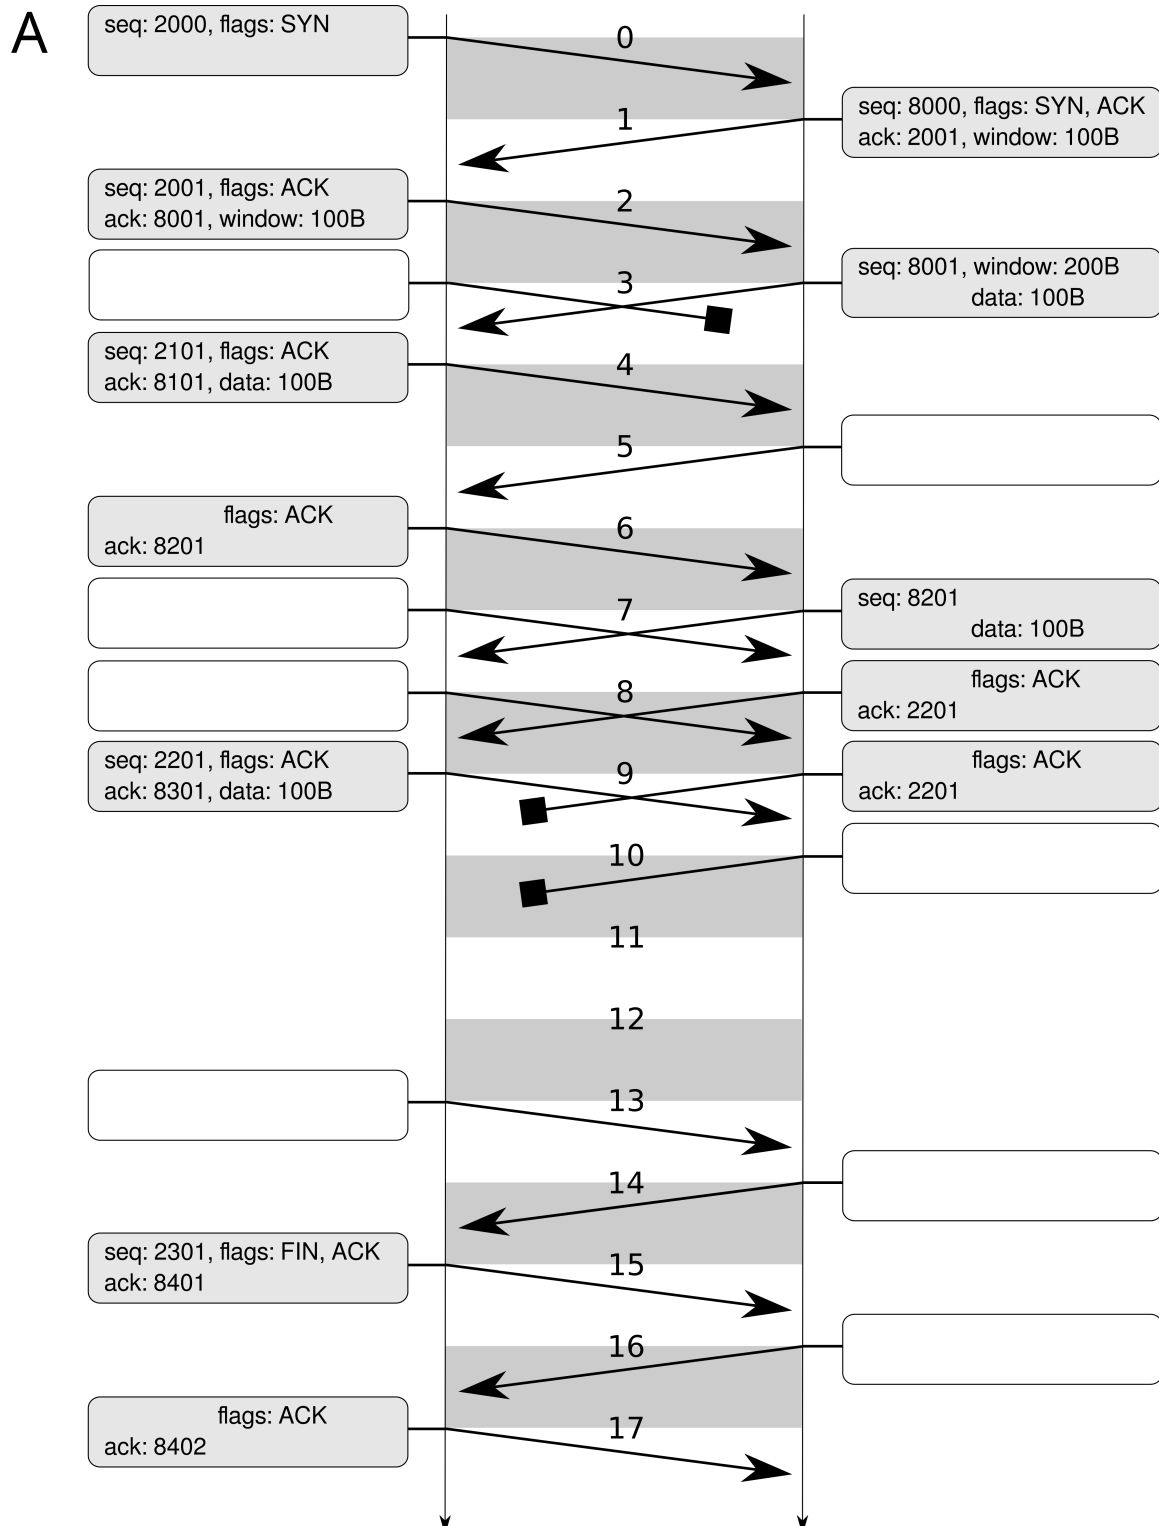 A
seq: 2000, flags: SYN
0
1
seq: 8000, flags: SYN, ACK
ack: 2001, window: 100B
seq: 2001, flags: ACK
ack: 8001, window: 100B
2
3
seq: 8001, window: 200B
data: 100B
seq: 2101, flags: ACK
ack: 8101, data: 100B
4
5
flags: ACK
ack: 8201
6
7
seq: 8201
data: 100B
8
flags: ACK
ack: 2201
seq: 2201, flags: ACK
ack: 8301, data: 100B
9
flags: ACK
ack: 2201
10
11
12
13
14
seq: 2301, flags: FIN, ACK
ack: 8401
15
16
flags: ACK
ack: 8402
17